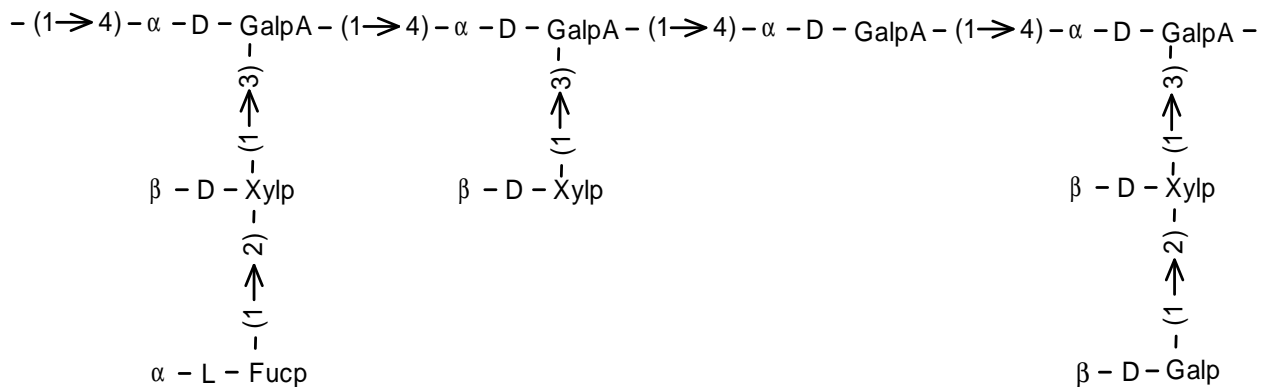 – (1→ 4) – α – D – GalpA – (1→ 4) – α – D – GalpA – (1→ 4) – α – D – GalpA – (1→ 4) – α – D – GalpA –
(1→3) (1→3) (1→3)
β – D – Xylp β – D – Xylp β – D – Xylp
(1→2) (1→2)
α – L – Fucp β – D – Galp